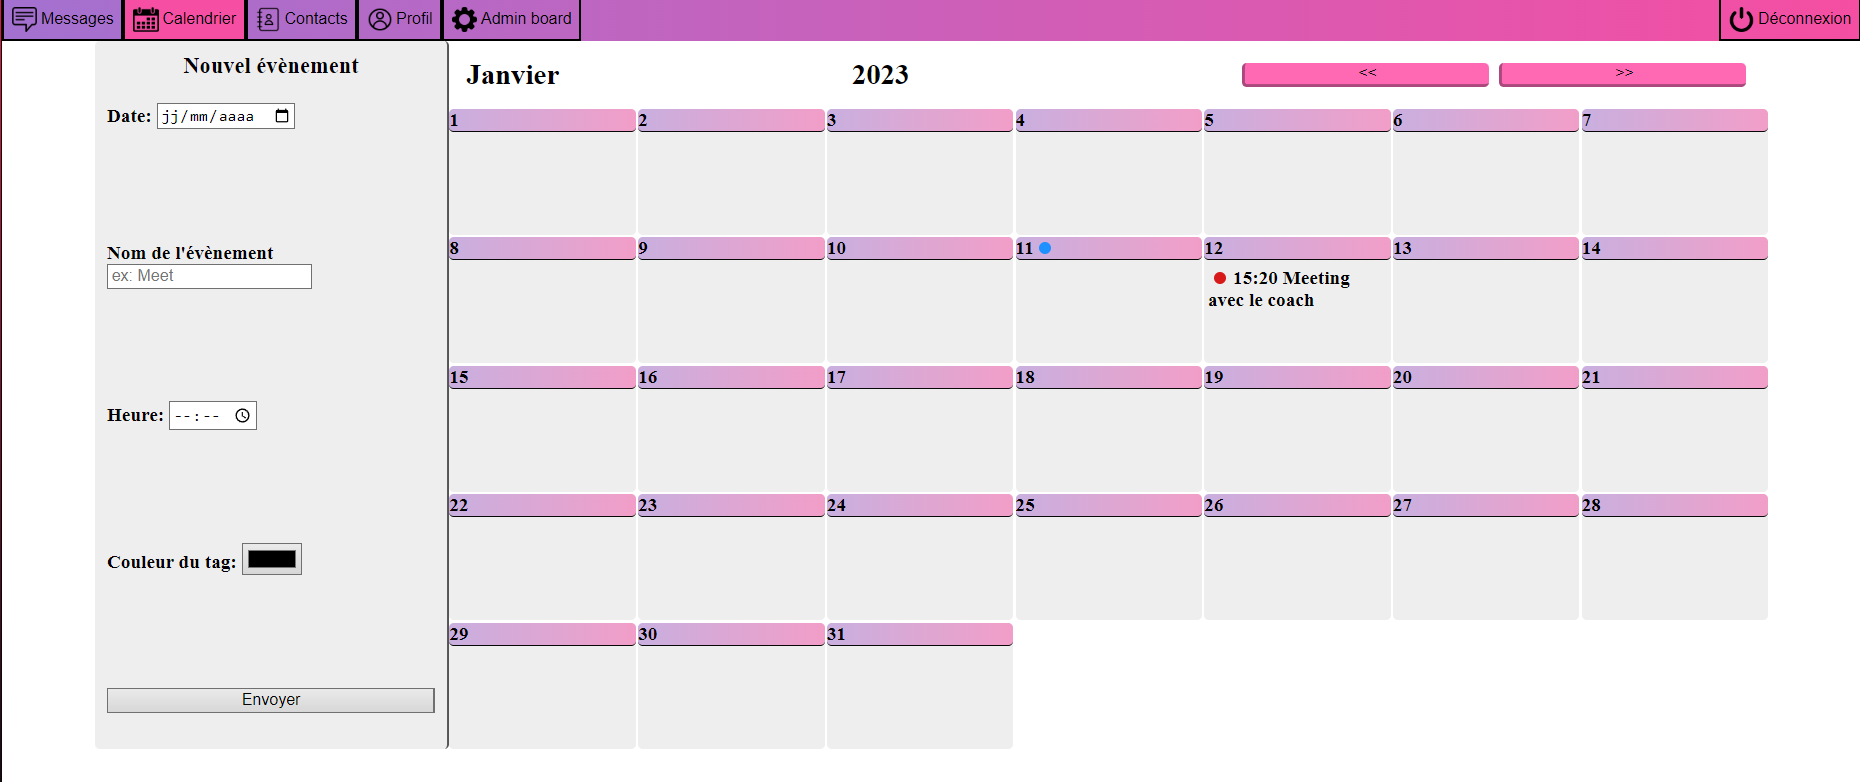 Messages Calendrier Contacts Profil Admin board Déconnexion
Nouvel évènement
Janvier 2023 << >>
Date: jj/mm/aaaa
1 2 3 4 5 6 7
8 9 10 11 12 13 14
Nom de l'évènement
ex: Meet
15:20 Meeting
avec le coach
15 16 17 18 19 20 21
Heure: --:--
22 23 24 25 26 27 28
Couleur du tag:
29 30 31
Envoyer